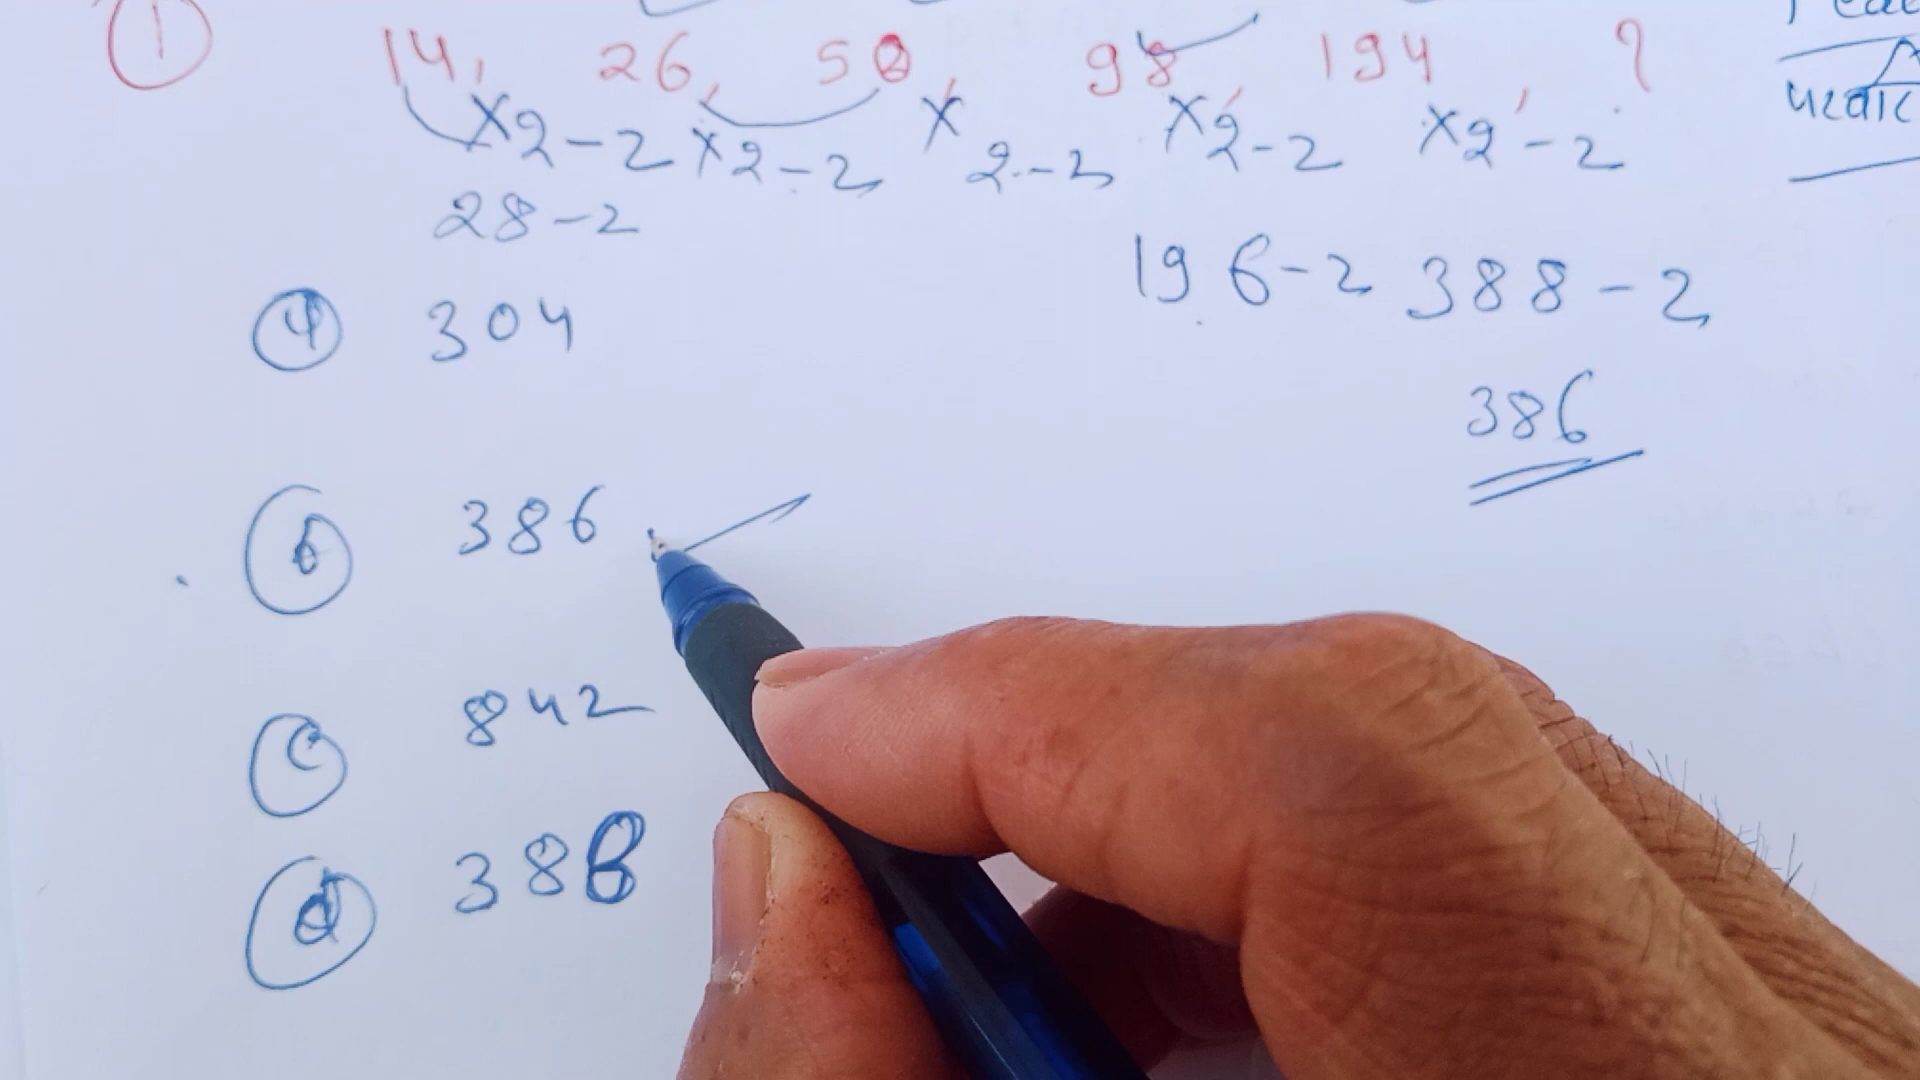 1 14, 26, 50, 98, 194, ?
×2-2 ×2-2 × 2-2 ×2-2 ×2-2
28-2
196-2 388-2
304
386
386
c 842
d 388